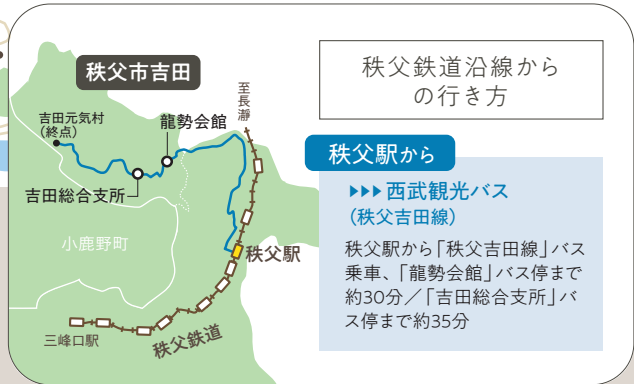 秩父市吉田
吉田元気村
(終点)
龍勢会館
至長瀞
吉田総合支所
小鹿野町
秩父駅
三峰口駅
秩父鉄道
秩父鉄道沿線から
の行き方
秩父駅から
▶▶▶ 西武観光バス
(秩父吉田線)
秩父駅から「秩父吉田線」バス
乗車、「龍勢会館」バス停まで
約30分／「吉田総合支所」バ
ス停まで約35分